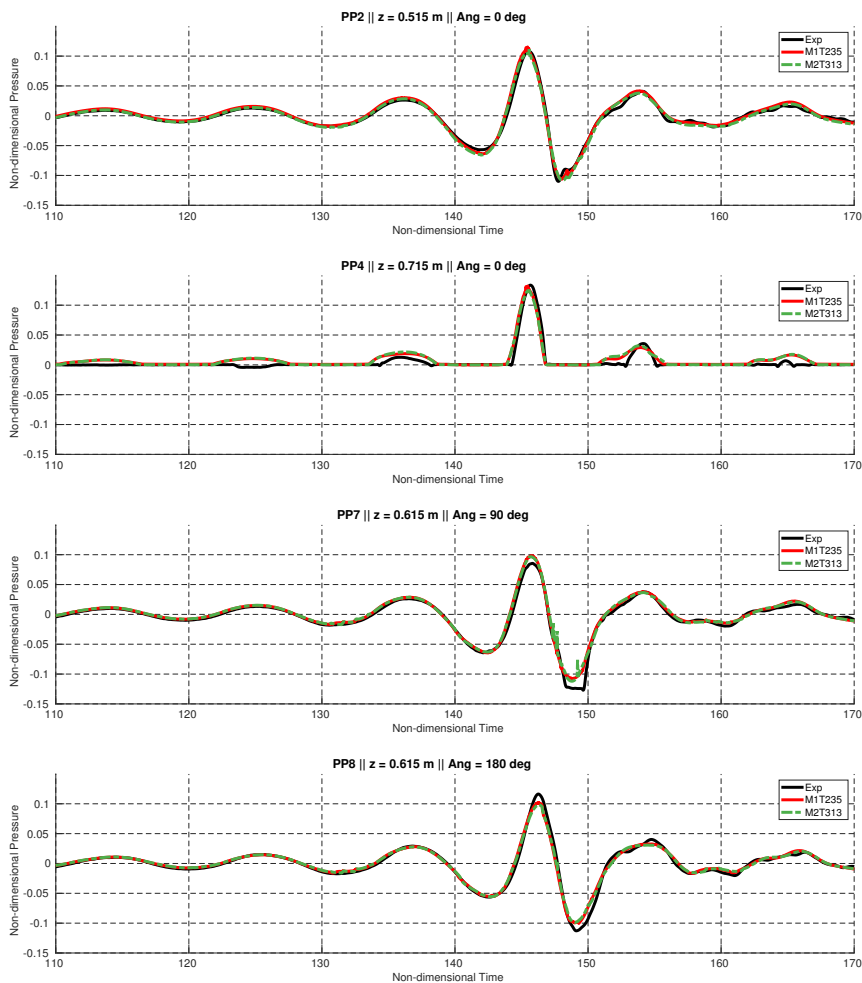 PP2 || z = 0.515 m || Ang = 0 deg
Exp
M1T235
M2T313
0.1
0.05
0
-0.05
-0.1
-0.15
Non-dimensional Pressure
110 120 130 140 150 160 170
Non-dimensional Time
PP4 || z = 0.715 m || Ang = 0 deg
Exp
M1T235
M2T313
0.1
0.05
0
-0.05
-0.1
-0.15
Non-dimensional Pressure
110 120 130 140 150 160 170
Non-dimensional Time
PP7 || z = 0.615 m || Ang = 90 deg
Exp
M1T235
M2T313
0.1
0.05
0
-0.05
-0.1
-0.15
Non-dimensional Pressure
110 120 130 140 150 160 170
Non-dimensional Time
PP8 || z = 0.615 m || Ang = 180 deg
Exp
M1T235
M2T313
0.1
0.05
0
-0.05
-0.1
-0.15
Non-dimensional Pressure
110 120 130 140 150 160 170
Non-dimensional Time